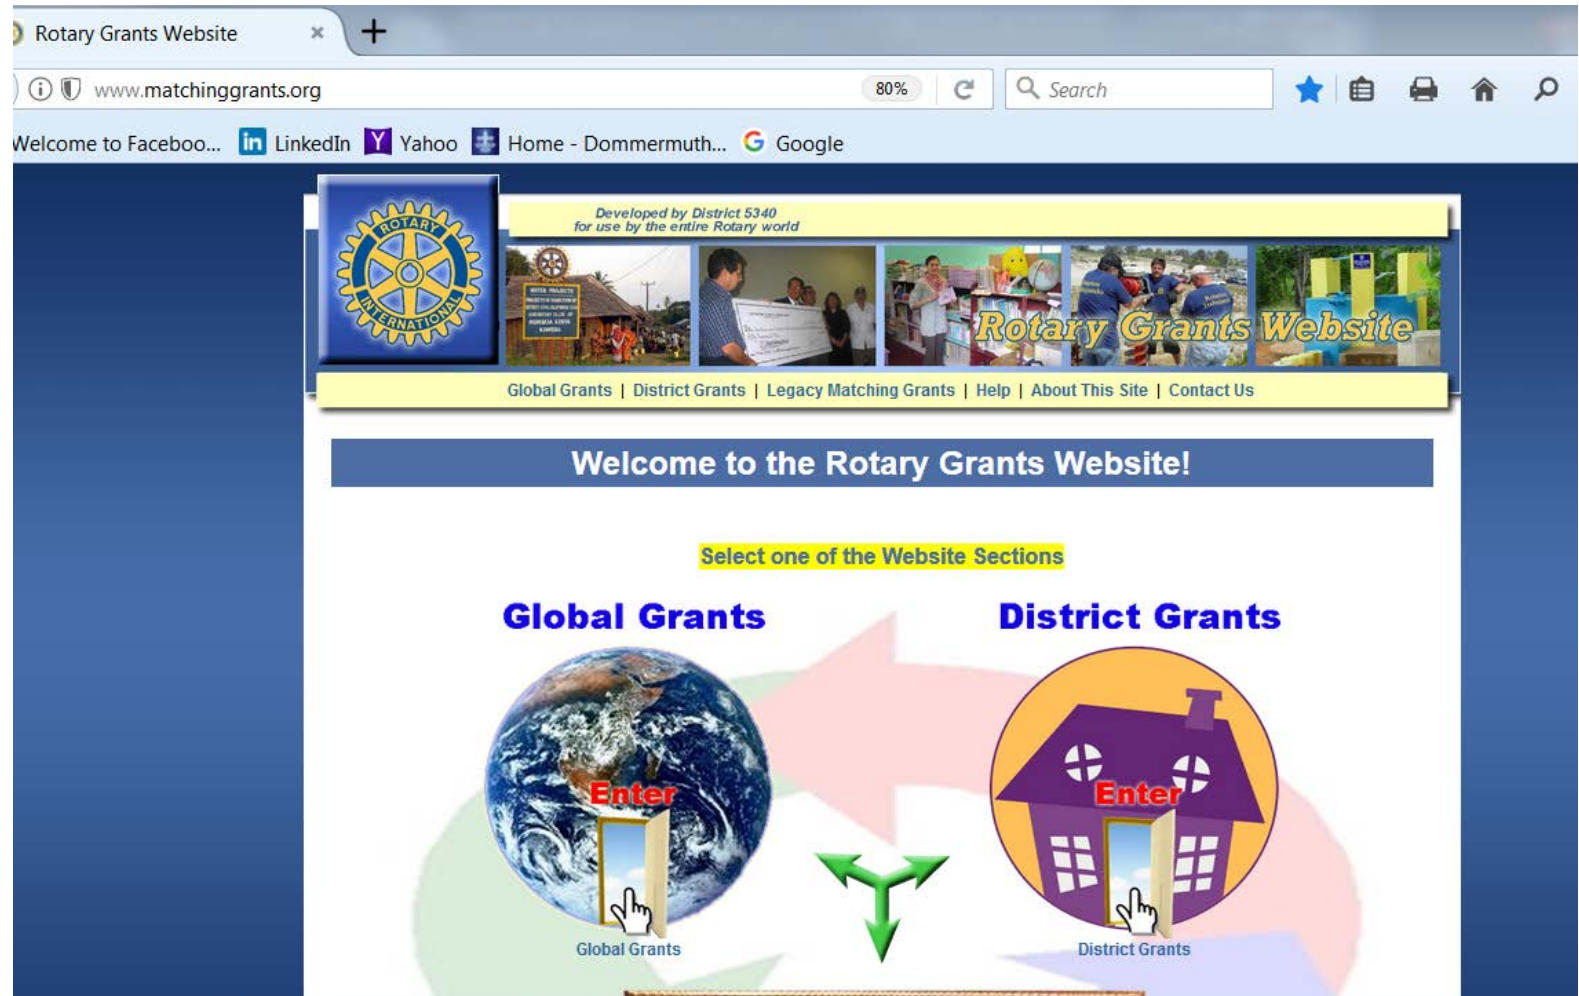 Rotary Grants Website
www.matchinggrants.org
80%
Search
Welcome to Faceboo...
LinkedIn
Yahoo
Home - Dommermuth...
Google
ROTARY
INTERNATIONAL
Developed by District 5340
for use by the entire Rotary world
WATER PROJECTS
Rotary Grants Website
Global Grants | District Grants | Legacy Matching Grants | Help | About This Site | Contact Us
Welcome to the Rotary Grants Website!
Select one of the Website Sections
Global Grants
District Grants
Enter
Enter
Global Grants
District Grants